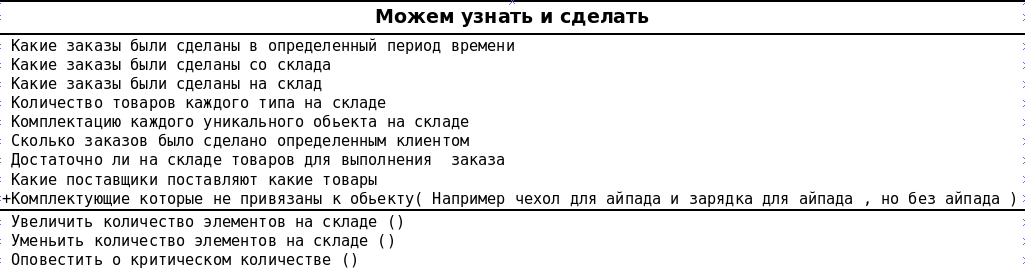 Можем узнать и сделать
Какие заказы были сделаны в определенный период времени
Какие заказы были сделаны со склада
Какие заказы были сделаны на склад
Количество товаров каждого типа на складе
Комплектацию каждого уникального обьекта на складе
Сколько заказов было сделано определенным клиентом
Достаточно ли на складе товаров для выполнения  заказа
Какие поставщики поставляют какие товары
+Комплектующие которые не привязаны к обьекту( Например чехол для айпада и зарядка для айпада , но без айпада )
Увеличить количество элементов на складе ()
Уменьить количество элементов на складе ()
Оповестить о критическом количестве ()